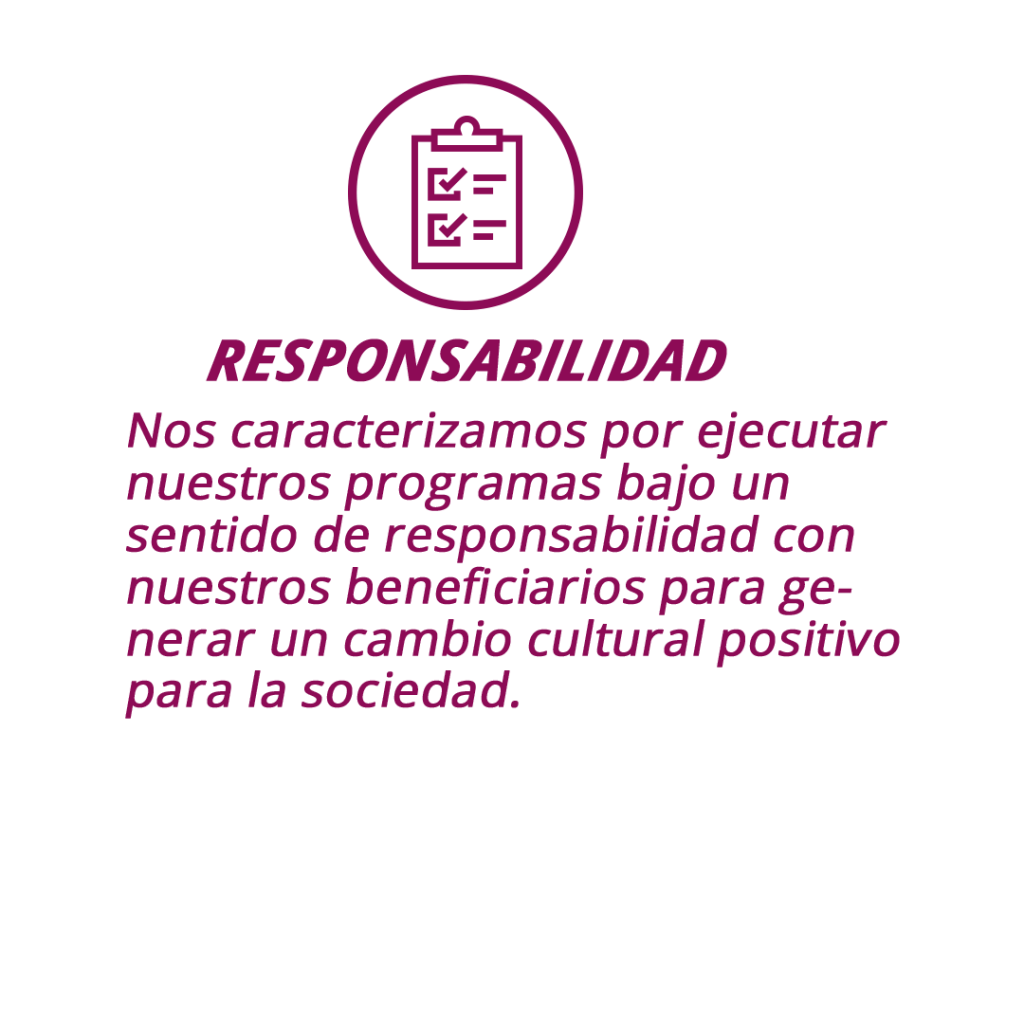 RESPONSABILIDAD
Nos caracterizamos por ejecutar
nuestros programas bajo un
sentido de responsabilidad con
nuestros beneficiarios para ge-
nerar un cambio cultural positivo
para la sociedad.